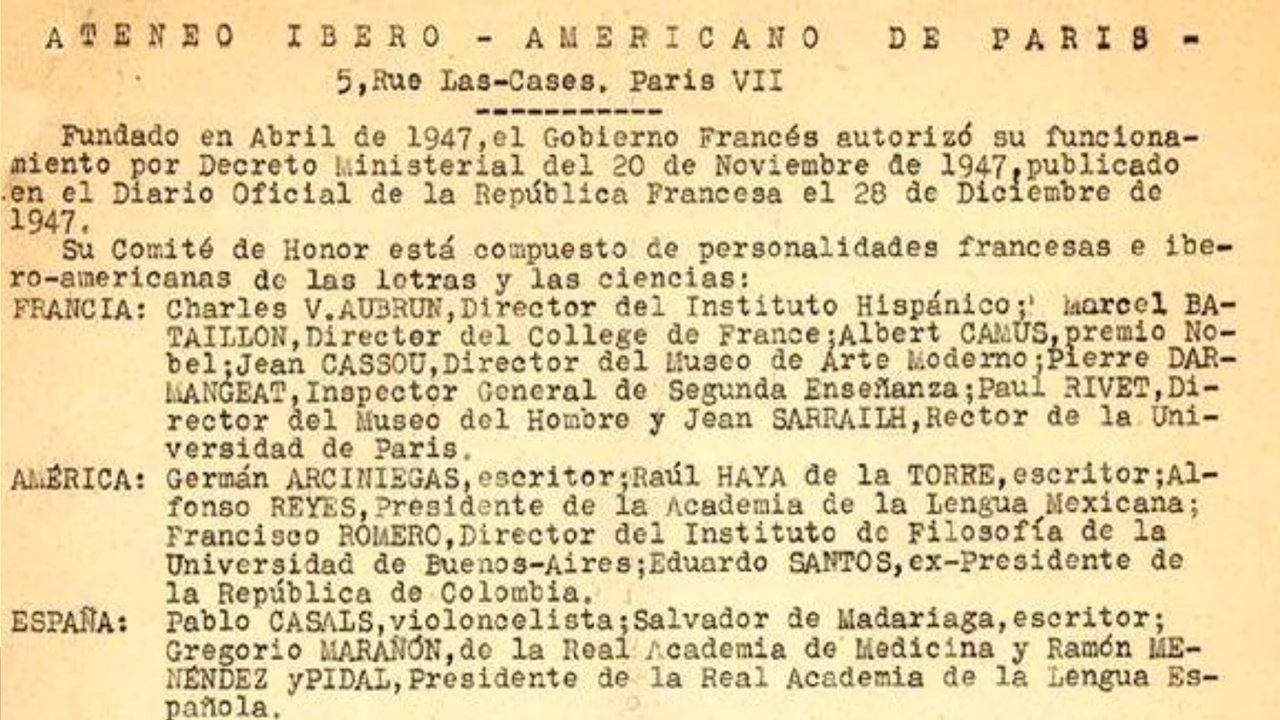 ATENEO IBERO - AMERICANO DE PARIS -
5,Rue Las-Cases. Paris VII
-----------
Fundado en Abril de 1947,el Gobierno Francés autorizó su funciona-
miento por Decreto Ministerial del 20 de Noviembre de 1947,publicado
en el Diario Oficial de la República Francesa el 28 de Diciembre de
1947.
Su Comité de Honor está compuesto de personalidades francesas e ibe-
ro-americanas de las letras y las ciencias:
FRANCIA: Charles V.AUBRUN,Director del Instituto Hispánico; Marcel BA-
TAILLON,Director del College de France;Albert CAMUS,premio No-
bel;Jean CASSOU,Director del Museo de Arte Moderno;Pierre DAR-
MANGEAT,Inspector General de Segunda Enseñanza;Paul RIVET,Di-
rector del Museo del Hombre y Jean SARRAILH,Rector de la Uni-
versidad de Paris.
AMÉRICA: Germán ARCINIEGAS,escritor;Raúl HAYA de la TORRE,escritor;Al-
fonso REYES,Presidente de la Academia de la Lengua Mexicana;
Francisco ROMERO,Director del Instituto de Filosofía de la
Universidad de Buenos-Aires;Eduardo SANTOS,ex-Presidente de
la República de Colombia.
ESPAÑA: Pablo CASALS,violoncelista;Salvador de Madariaga,escritor;
Gregorio MARAÑÓN,de la Real Academia de Medicina y Ramón ME-
NÉNDEZ yPIDAL,Presidente de la Real Academia de la Lengua Es-
pañola.